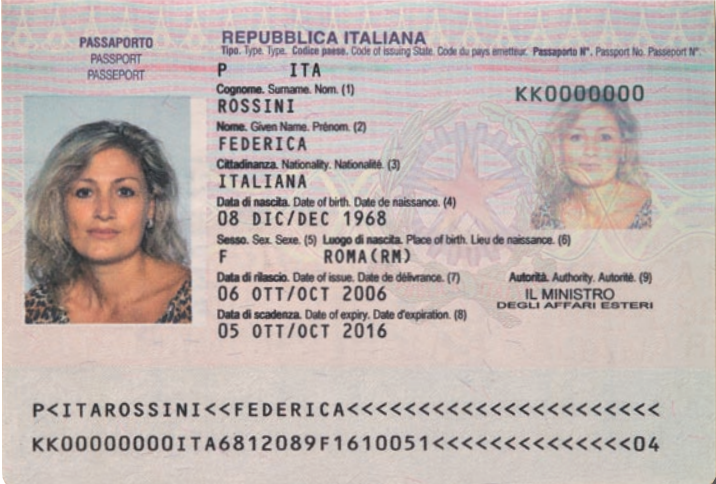 PASSAPORTO
PASSPORT
PASSEPORT
REPUBBLICA ITALIANA
Tipo. Type. Type. Codice paese. Code of issuing State. Code du pays emetteur. Passaporto N°. Passport No. Passeport N°.
P ITA
KK0000000
Cognome. Surname. Nom. (1)
ROSSINI
Nome. Given Name. Prénom. (2)
FEDERICA
Cittadinanza. Nationality. Nationalité. (3)
ITALIANA
Data di nascita. Date of birth. Date de naissance. (4)
08 DIC/DEC 1968
Sesso. Sex. Sexe. (5) Luogo di nascita. Place of birth. Lieu de naissance. (6)
F ROMA(RM)
Data di rilascio. Date of issue. Date de délivrance. (7) Autorità. Authority. Autorité. (9)
06 OTT/OCT 2006 IL MINISTRO
DEGLI AFFARI ESTERI
Data di scadenza. Date of expiry. Date d'expiration. (8)
05 OTT/OCT 2016
P<ITAROSSINI<<FEDERICA<<<<<<<<<<<<<<<<<<<<<<
KK00000000ITA6812089F1610051<<<<<<<<<<<<<<04